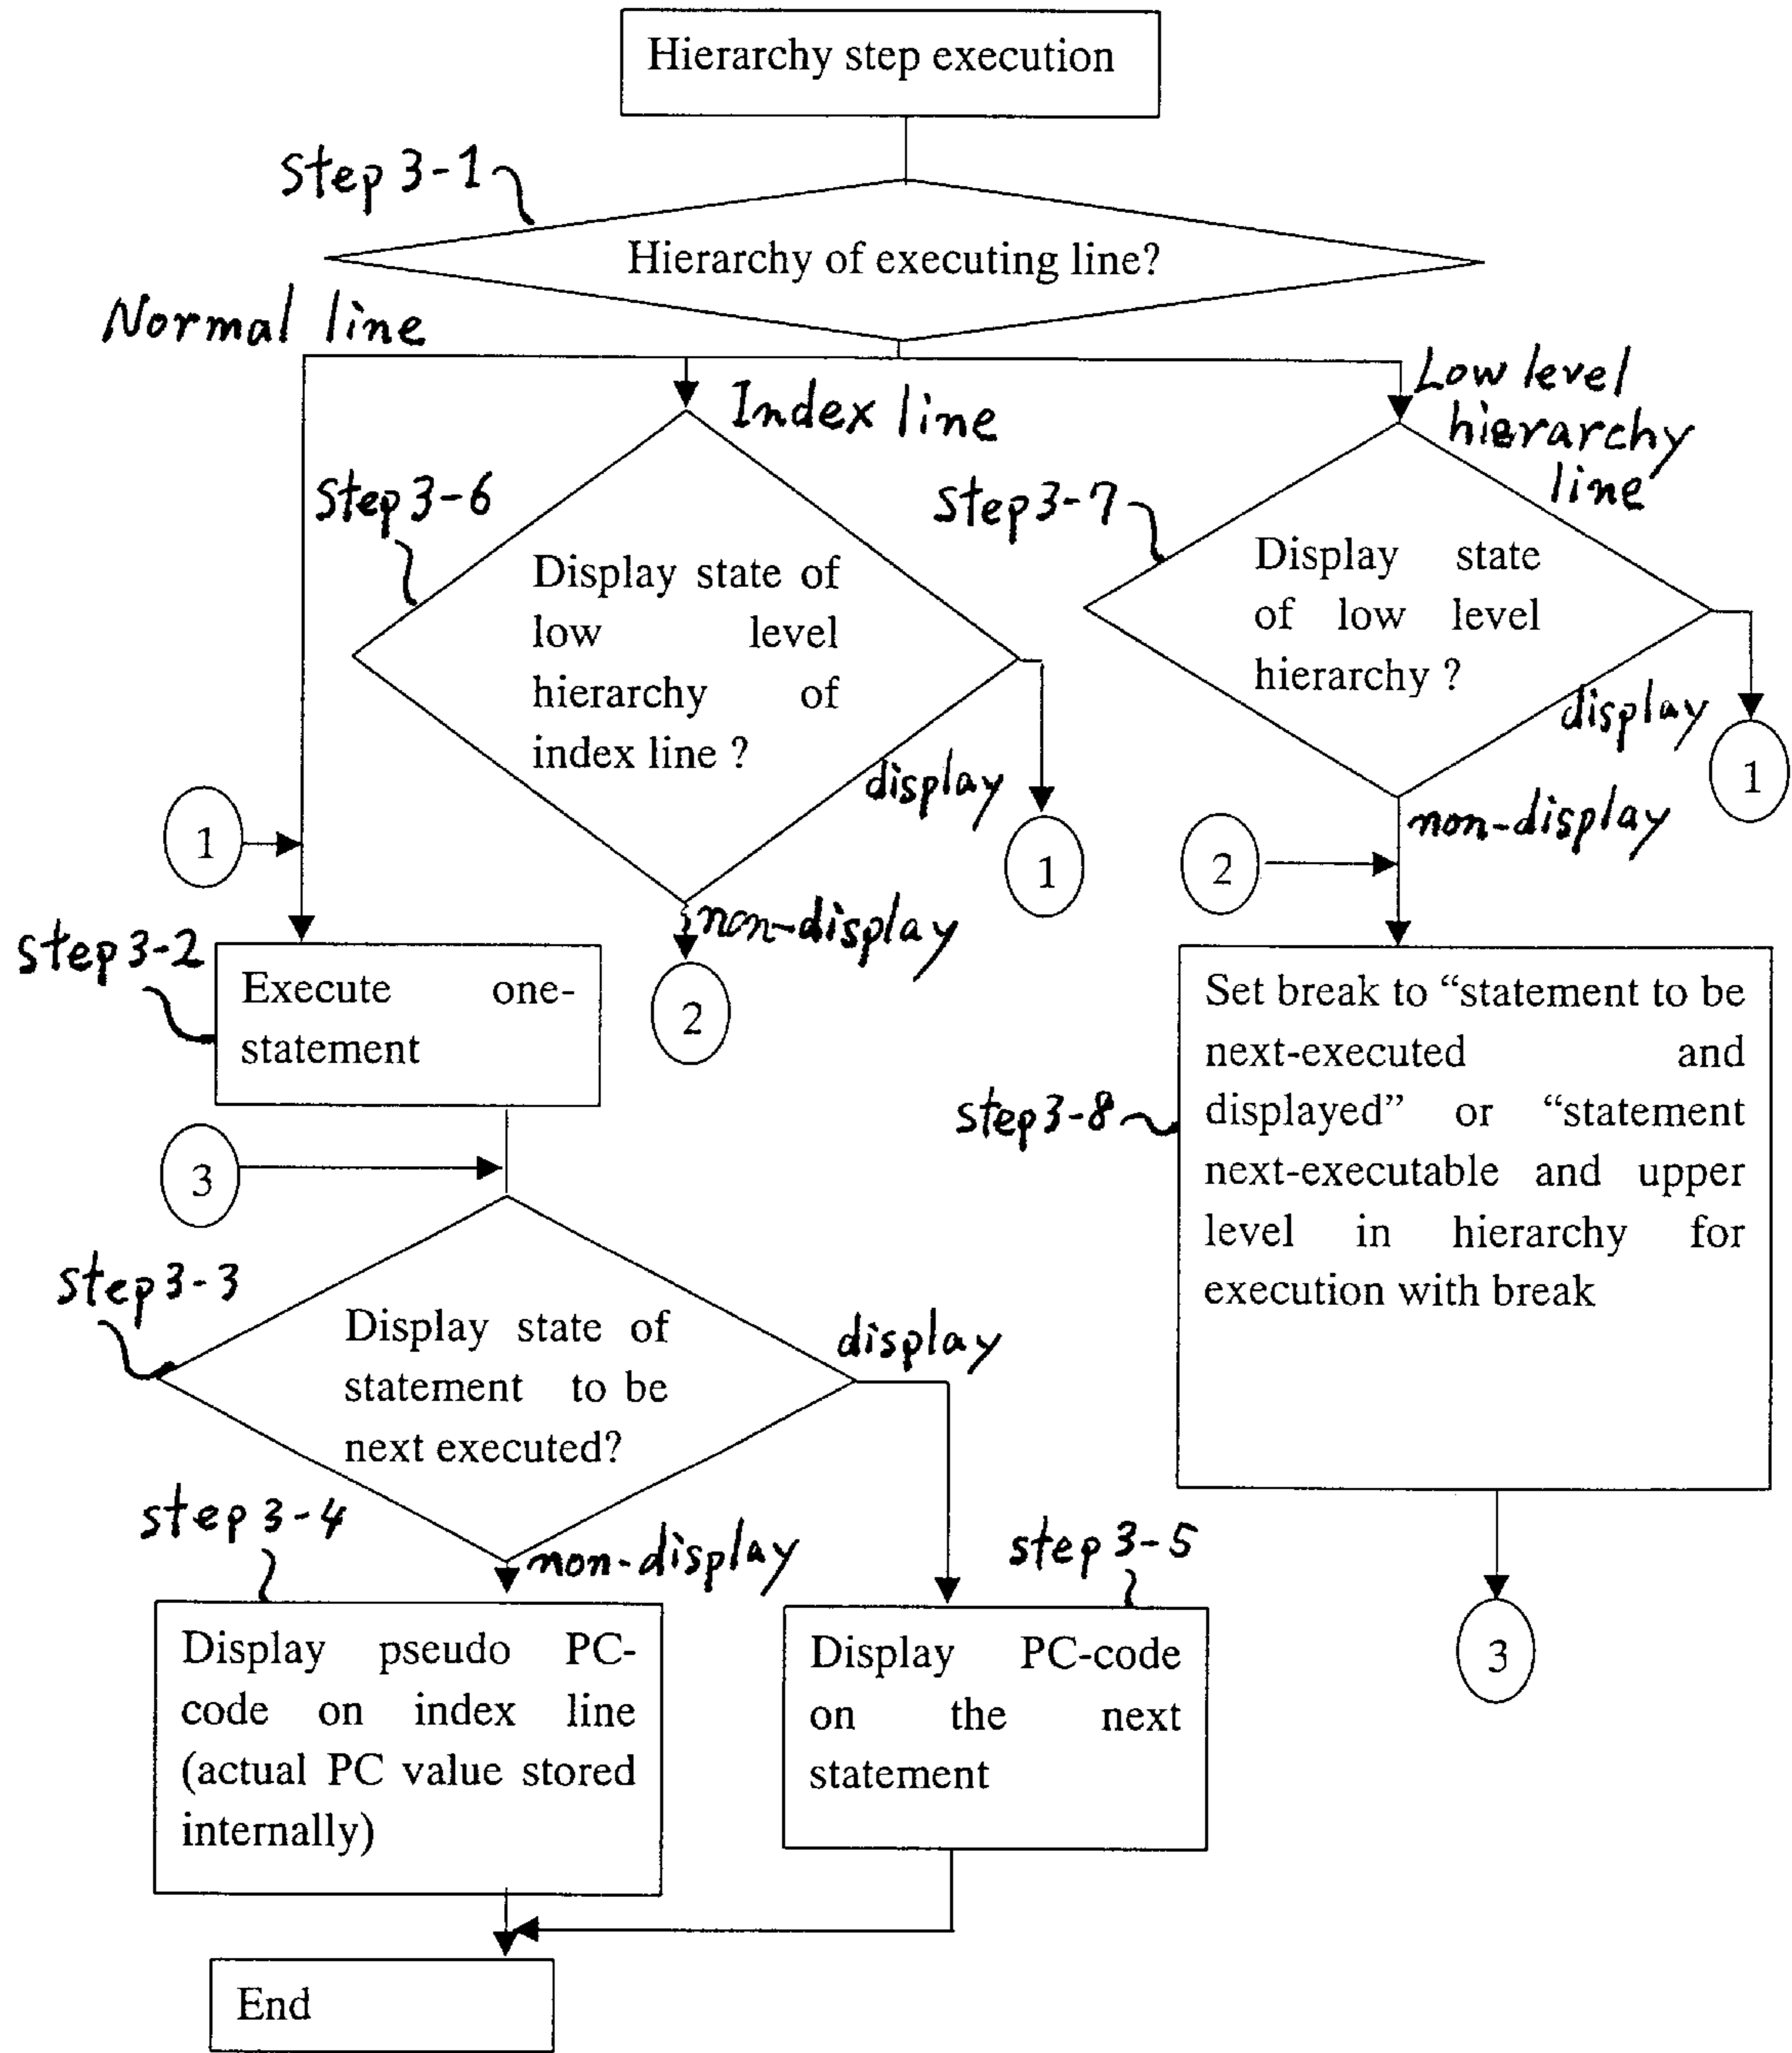 Hierarchy step execution
step 3-1
Hierarchy of executing line?
Normal line
Index line
Low level
hierarchy
line
step 3-6
Display state of
low level
hierarchy of
index line ?
display
1
non-display
2
step 3-7
Display state
of low level
hierarchy ?
display
1
non-display
2
1
step 3-2
Execute one-
statement
3
step 3-3
Display state of
statement to be
next executed?
display
non-display
step 3-8
Set break to “statement to be
next-executed and
displayed” or “statement
next-executable and upper
level in hierarchy for
execution with break
3
step 3-4
Display pseudo PC-
code on index line
(actual PC value stored
internally)
step 3-5
Display PC-code
on the next
statement
End